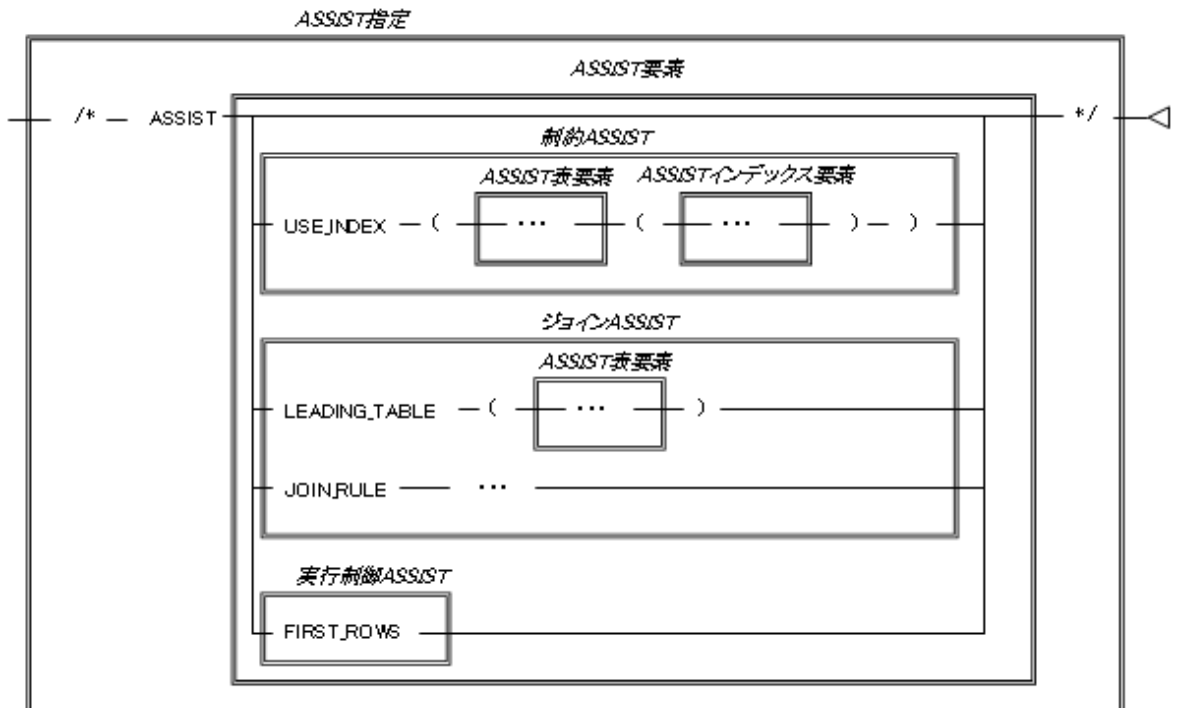 ASSIST指定
ASSIST要素
/* ASSIST */
制約ASSIST
ASSIST表要素 ASSISTインデックス要素
USE_INDEX ( ... ( ... ) )
ジョインASSIST
ASSIST表要素
LEADING_TABLE ( ... )
JOIN_RULE ...
実行制御ASSIST
FIRST_ROWS